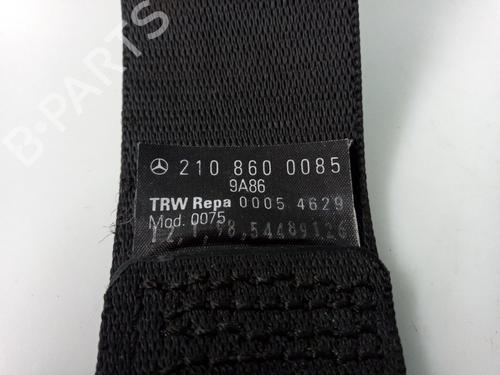 B-PARTS
210 860 0085
9A86
TRW Repa 0005 4629
Mod. 0075